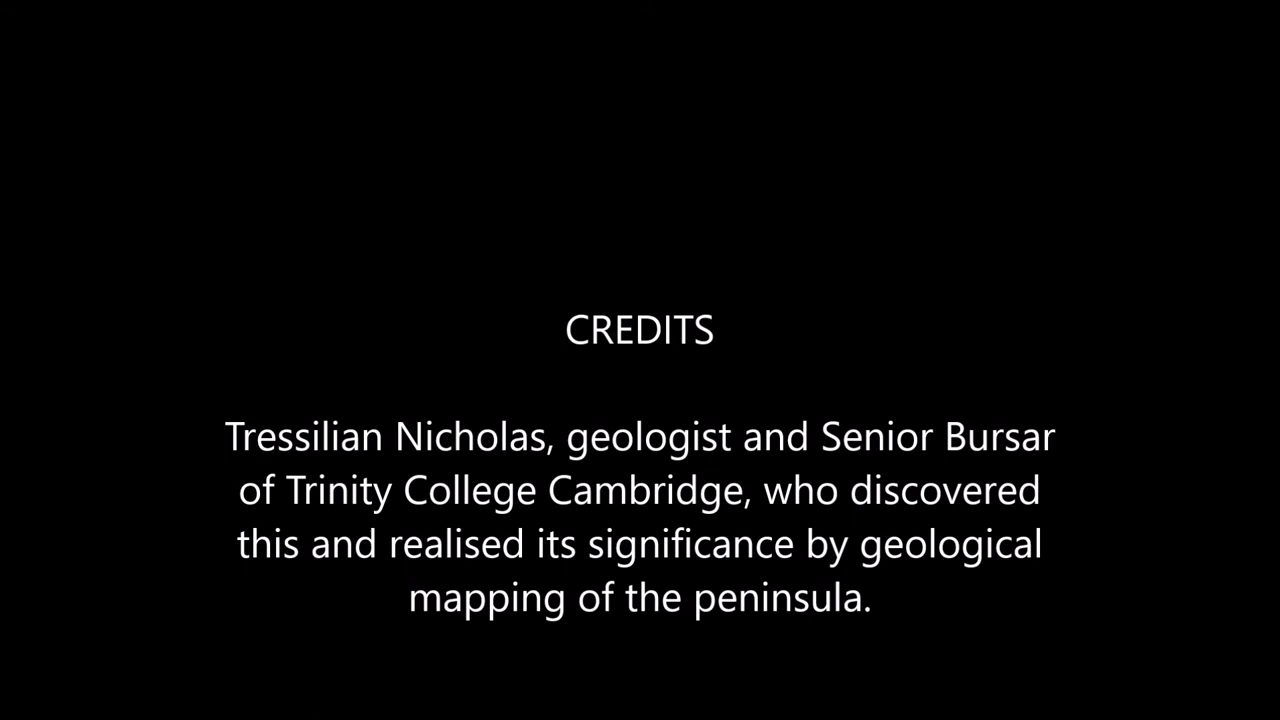 CREDITS
Tressilian Nicholas, geologist and Senior Bursar
of Trinity College Cambridge, who discovered
this and realised its significance by geological
mapping of the peninsula.